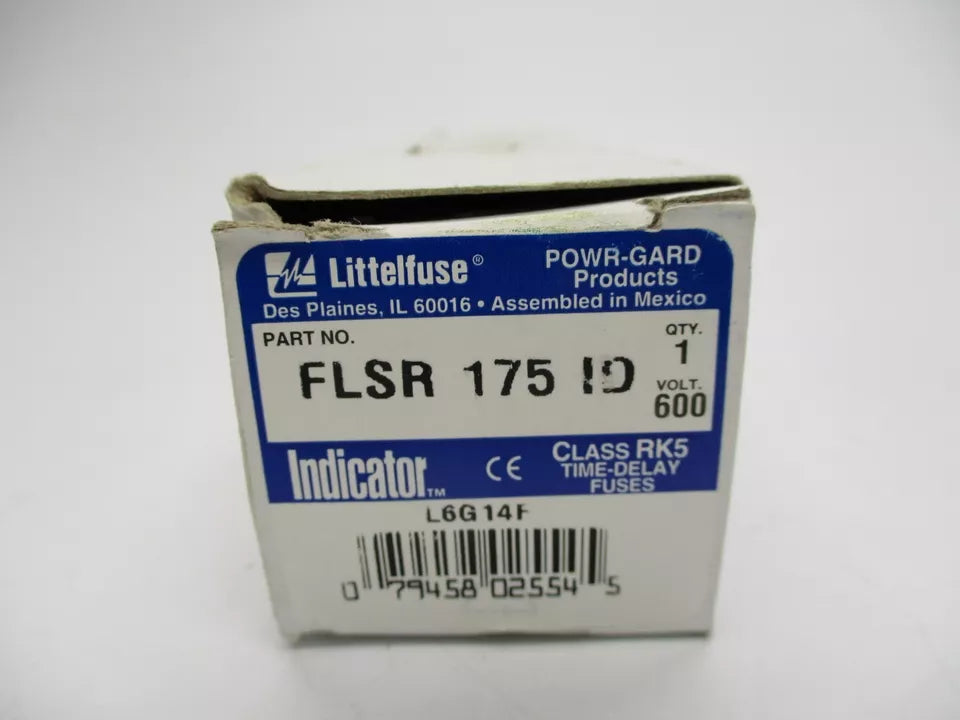 Littelfuse®
POWR-GARD
Products
Des Plaines, IL 60016 • Assembled in Mexico
PART NO.
FLSR 175 ID
QTY.
1
VOLT.
600
Indicator™
CE
CLASS RK5
TIME-DELAY
FUSES
L6G14F
0 79458 02554 5